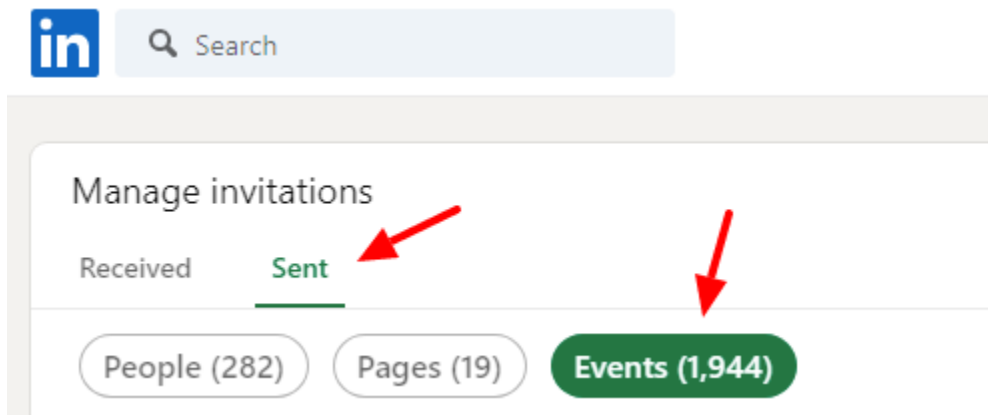 in
Search
Manage invitations
Received Sent
People (282) Pages (19) Events (1,944)